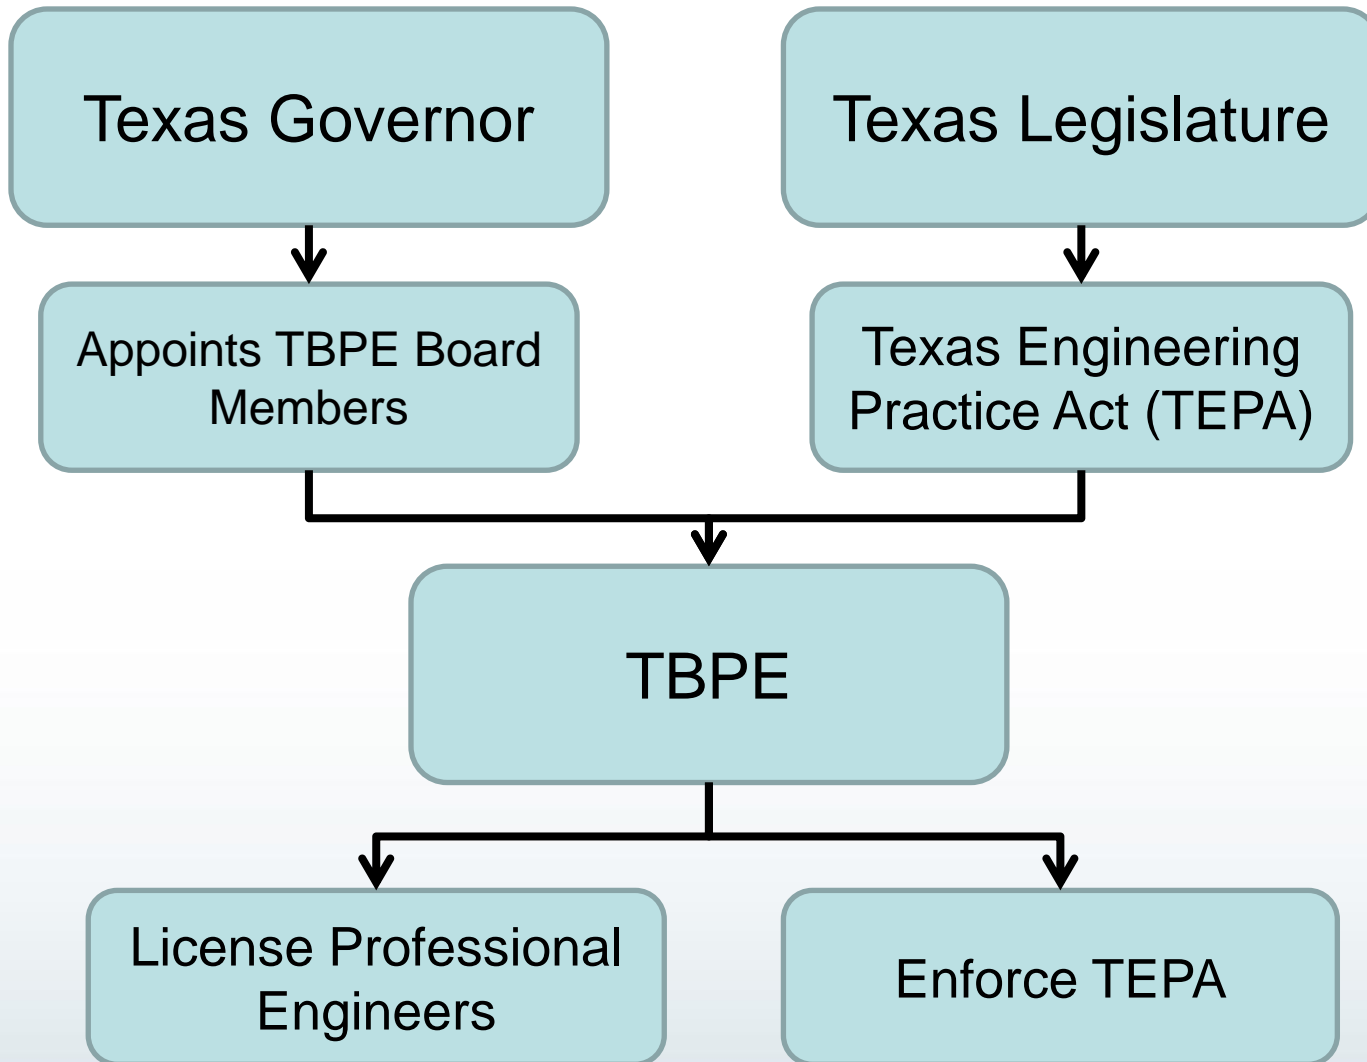 Texas Governor
Texas Legislature
Appoints TBPE Board
Members
Texas Engineering
Practice Act (TEPA)
TBPE
License Professional
Engineers
Enforce TEPA